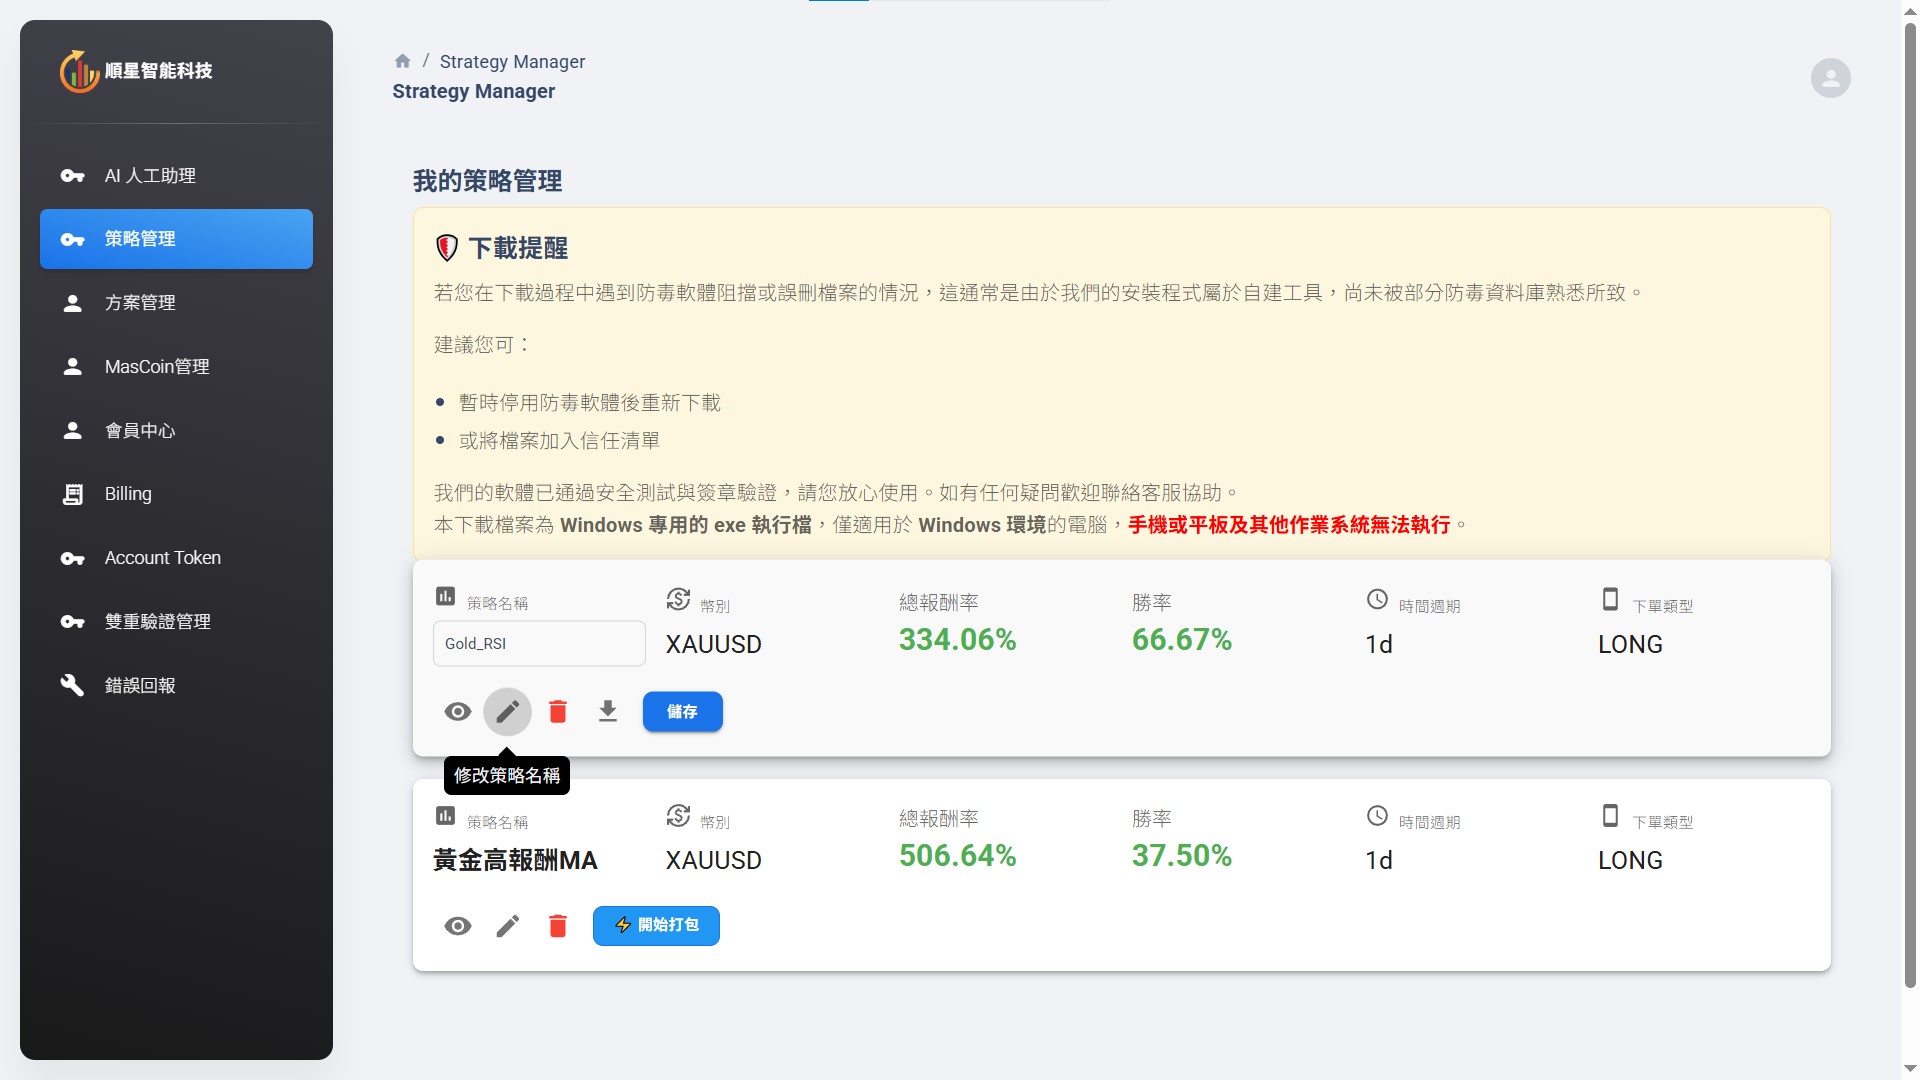 順星智能科技
AI 人工助理
策略管理
方案管理
MasCoin管理
會員中心
Billing
Account Token
雙重驗證管理
錯誤回報
/ Strategy Manager
Strategy Manager
我的策略管理
下載提醒
若您在下載過程中遇到防毒軟體阻擋或誤刪檔案的情況，這通常是由於我們的安裝程式屬於自建工具，尚未被部分防毒資料庫熟悉所致。
建議您可：
暫時停用防毒軟體後重新下載
或將檔案加入信任清單
我們的軟體已通過安全測試與簽章驗證，請您放心使用。如有任何疑問歡迎聯絡客服協助。
本下載檔案為 Windows 專用的 exe 執行檔，僅適用於 Windows 環境的電腦，手機或平板及其他作業系統無法執行。
策略名稱 幣別 總報酬率 勝率 時間週期 下單類型
Gold_RSI XAUUSD 334.06% 66.67% 1d LONG
儲存
修改策略名稱
策略名稱 幣別 總報酬率 勝率 時間週期 下單類型
黃金高報酬MA XAUUSD 506.64% 37.50% 1d LONG
⚡ 開始打包